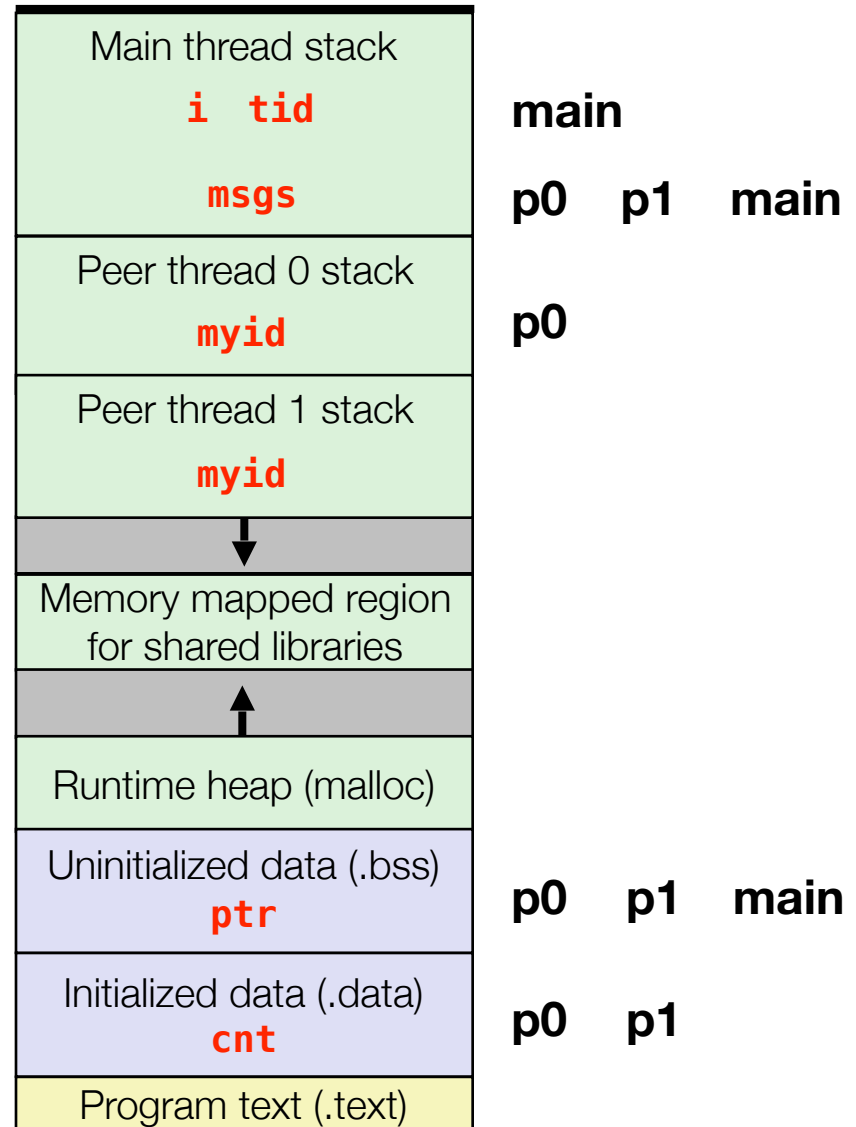 Main thread stack
i tid main
msgs p0 p1 main
Peer thread 0 stack
myid p0
Peer thread 1 stack
myid
Memory mapped region
for shared libraries
Runtime heap (malloc)
Uninitialized data (.bss)
ptr p0 p1 main
Initialized data (.data)
cnt p0 p1
Program text (.text)